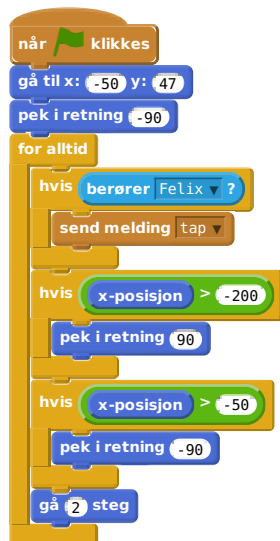 når klikkes
gå til x: -50 y: 47
pek i retning -90
for alltid
hvis berører Felix ?
send melding tap
hvis x-posisjon > -200
pek i retning 90
hvis x-posisjon > -50
pek i retning -90
gå 2 steg